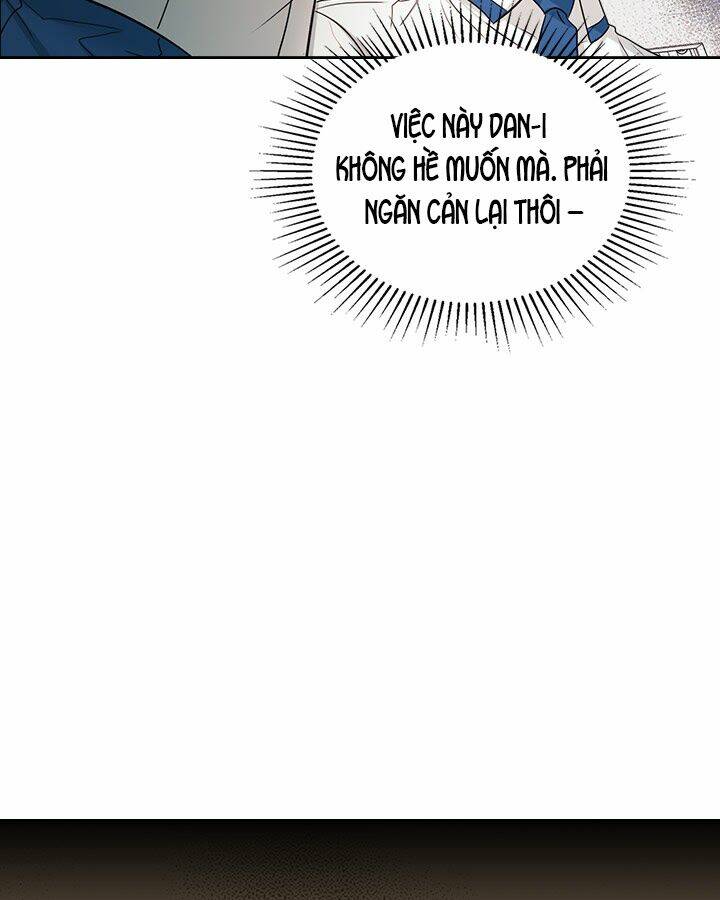 VIỆC NÀY DAN-I
KHÔNG HỀ MUỐN MÀ. PHẢI
NGĂN CẢN LẠI THÔI –